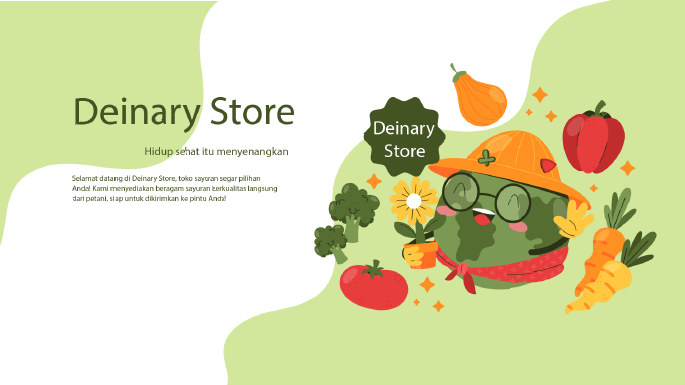 Deinary Store
Hidup sehat itu menyenangkan
Selamat datang di Deinary Store, toko sayuran segar pilihan
Anda! Kami menyediakan beragam sayuran berkualitas langsung
dari petani, siap untuk dikirimkan ke pintu Anda!
Deinary
Store